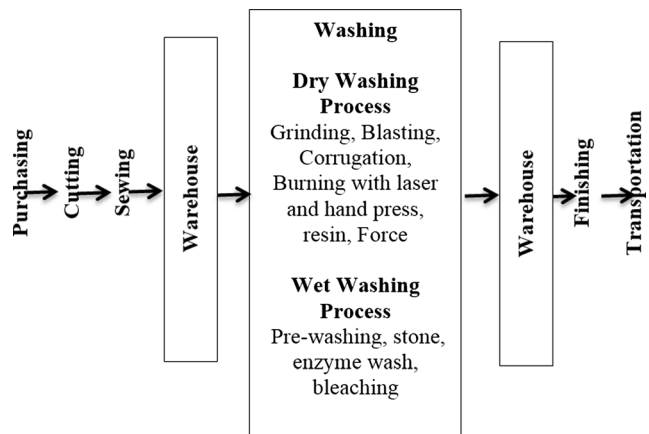 Purchasing
Cutting
Sewing
Warehouse
Washing
Dry Washing
Process
Grinding, Blasting,
Corrugation,
Burning with laser
and hand press,
resin, Force
Wet Washing
Process
Pre-washing, stone,
enzyme wash,
bleaching
Warehouse
Finishing
Transportation